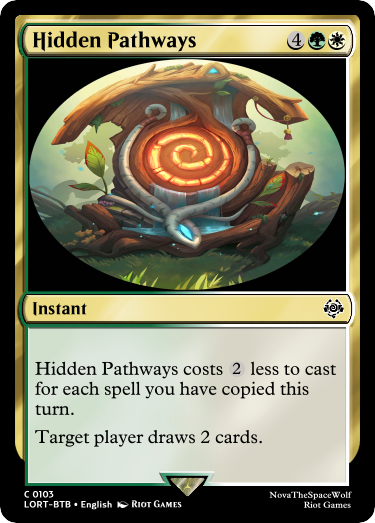 Hidden Pathways 4
Instant
Hidden Pathways costs 2 less to cast
for each spell you have copied this
turn.
Target player draws 2 cards.
C 0103
LORT-BTB • English Riot Games
NovaTheSpaceWolf
Riot Games